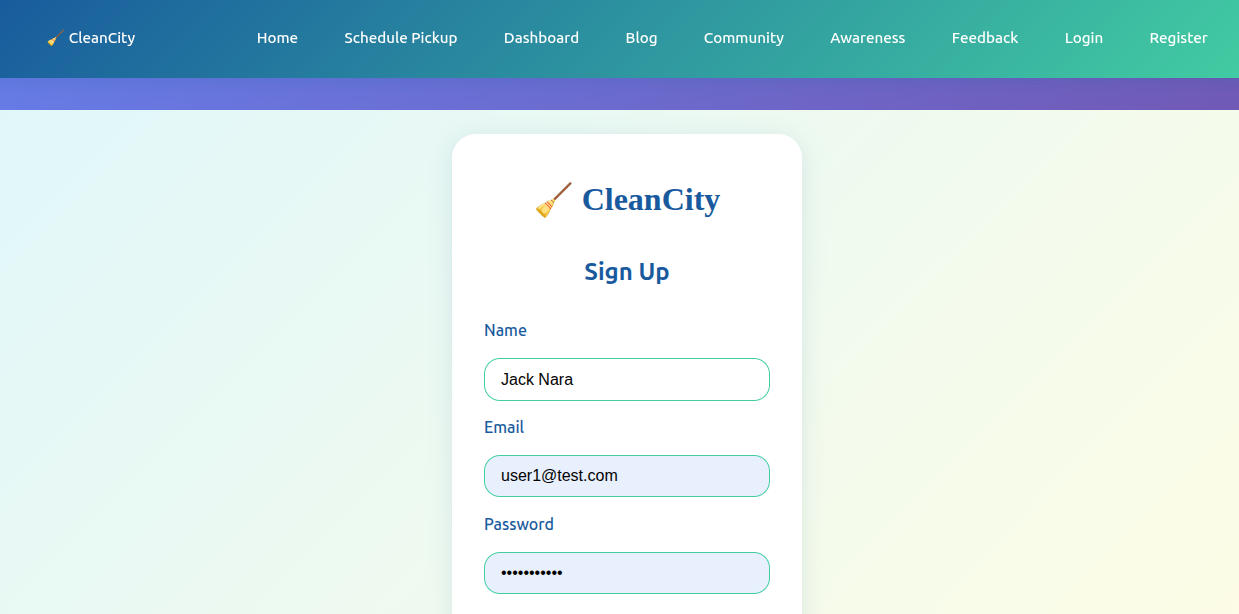 🧹 CleanCity Home Schedule Pickup Dashboard Blog Community Awareness Feedback Login Register
🧹 CleanCity
Sign Up
Name
Jack Nara
Email
user1@test.com
Password
•••••••••••